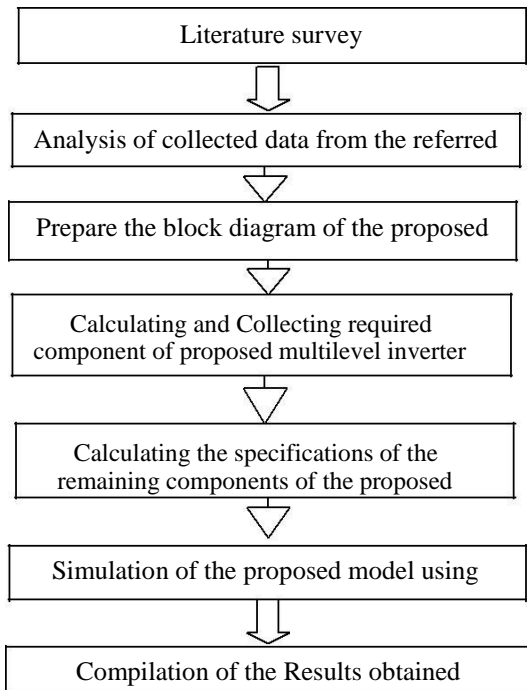 Literature survey
Analysis of collected data from the referred
Prepare the block diagram of the proposed
Calculating and Collecting required
component of proposed multilevel inverter
Calculating the specifications of the
remaining components of the proposed
Simulation of the proposed model using
Compilation of the Results obtained